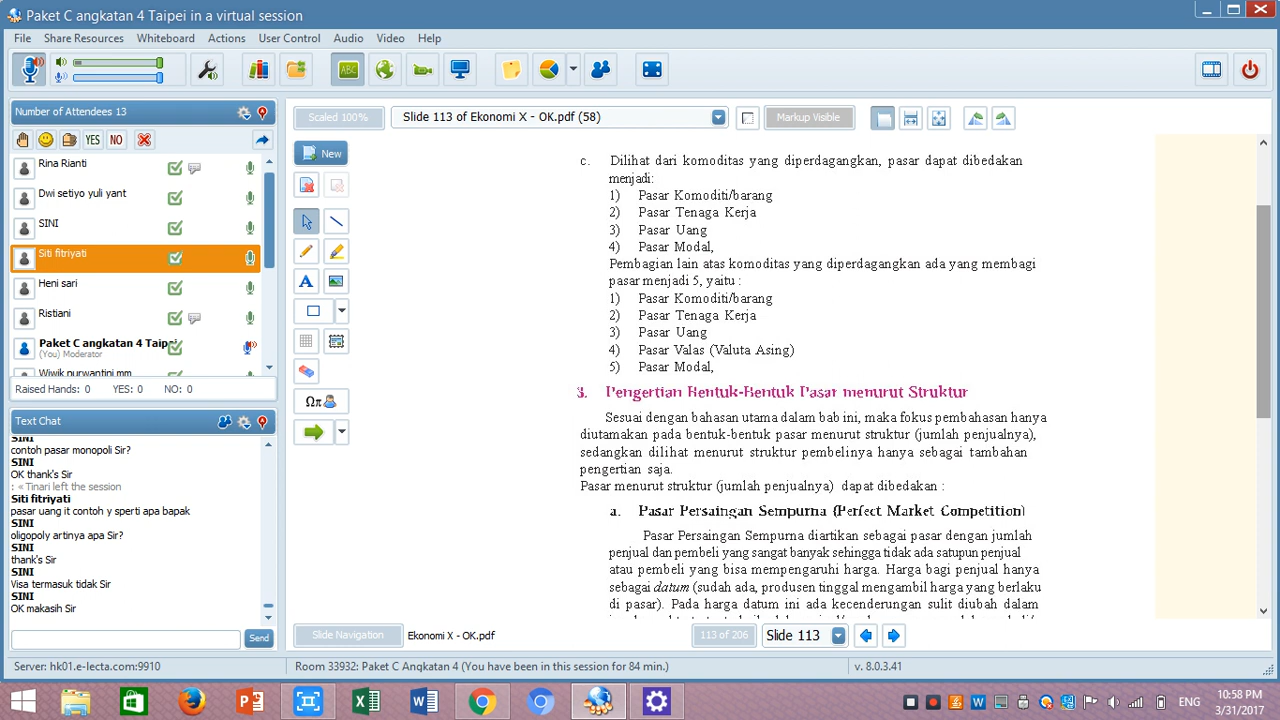 Paket C angkatan 4 Taipei in a virtual session
File Share Resources Whiteboard Actions User Control Audio Video Help
Number of Attendees 13
YES NO
Rina Rianti
Dwi setiyo yuli yant
SINI
Siti fitriyati
Heni sari
Ristiani
Paket C angkatan 4 Taipei
(You) Moderator
Wiwik purwantini mm
Raised Hands: 0 YES: 0 NO: 0
Text Chat
SINI
contoh pasar monopoli Sir?
SINI
OK thank's Sir
: « Tinari left the session
Siti fitriyati
pasar uang it contoh y sperti apa bapak
SINI
oligopoly artinya apa Sir?
SINI
thank's Sir
SINI
Visa termasuk tidak Sir
SINI
OK makasih Sir
Send
Scaled 100%
Slide 113 of Ekonomi X - OK.pdf (58)
Markup Visible
New
A
Ωπ
c. Dilihat dari komoditas yang diperdagangkan, pasar dapat dibedakan
menjadi:
1) Pasar Komoditi/barang
2) Pasar Tenaga Kerja
3) Pasar Uang
4) Pasar Modal,
Pembagian lain atas komoditas yang diperdagangkan ada yang membagi
pasar menjadi 5, yaitu :
1) Pasar Komoditi/barang
2) Pasar Tenaga Kerja
3) Pasar Uang
4) Pasar Valas (Valuta Asing)
5) Pasar Modal,
3. Pengertian Bentuk-Bentuk Pasar menurut Struktur
Sesuai dengan bahasan utama dalam bab ini, maka fokus pembahasan hanya
diutamakan pada bentuk-bentuk pasar menurut struktur (jumlah penjualnya),
sedangkan dilihat menurut struktur pembelinya hanya sebagai tambahan
pengertian saja.
Pasar menurut struktur (jumlah penjualnya) dapat dibedakan :
a. Pasar Persaingan Sempurna (Perfect Market Competition)
Pasar Persaingan Sempurna diartikan sebagai pasar dengan jumlah
penjual dan pembeli yang sangat banyak sehingga tidak ada satupun penjual
atau pembeli yang bisa mempengaruhi harga. Harga bagi penjual hanya
sebagai datum (sudah ada, produsen tinggal mengambil harga yang berlaku
di pasar). Pada harga datum ini ada kecenderungan sulit diubah dalam
Slide Navigation
Ekonomi X - OK.pdf
113 of 206
Slide 113
Server: hk01.e-lecta.com:9910
Room 33932: Paket C Angkatan 4 (You have been in this session for 84 min.)
v. 8.0.3.41
ENG
10:58 PM
3/31/2017